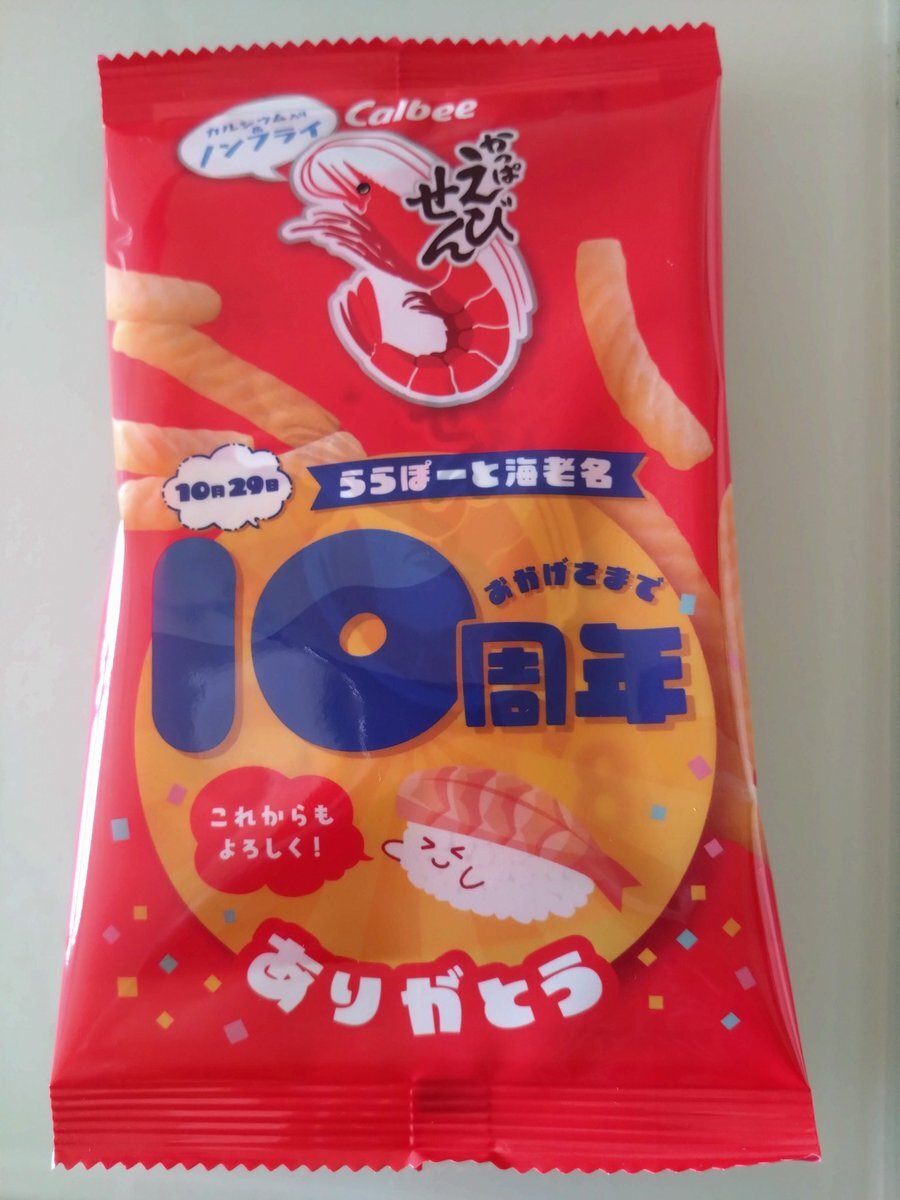 カルシウム入り
&
ノンフライ
Calbee
かっぱ
えび
せん
10月29日
ららぽーと海老名
おかげさまで
10周年
これからも
よろしく!
ありがとう